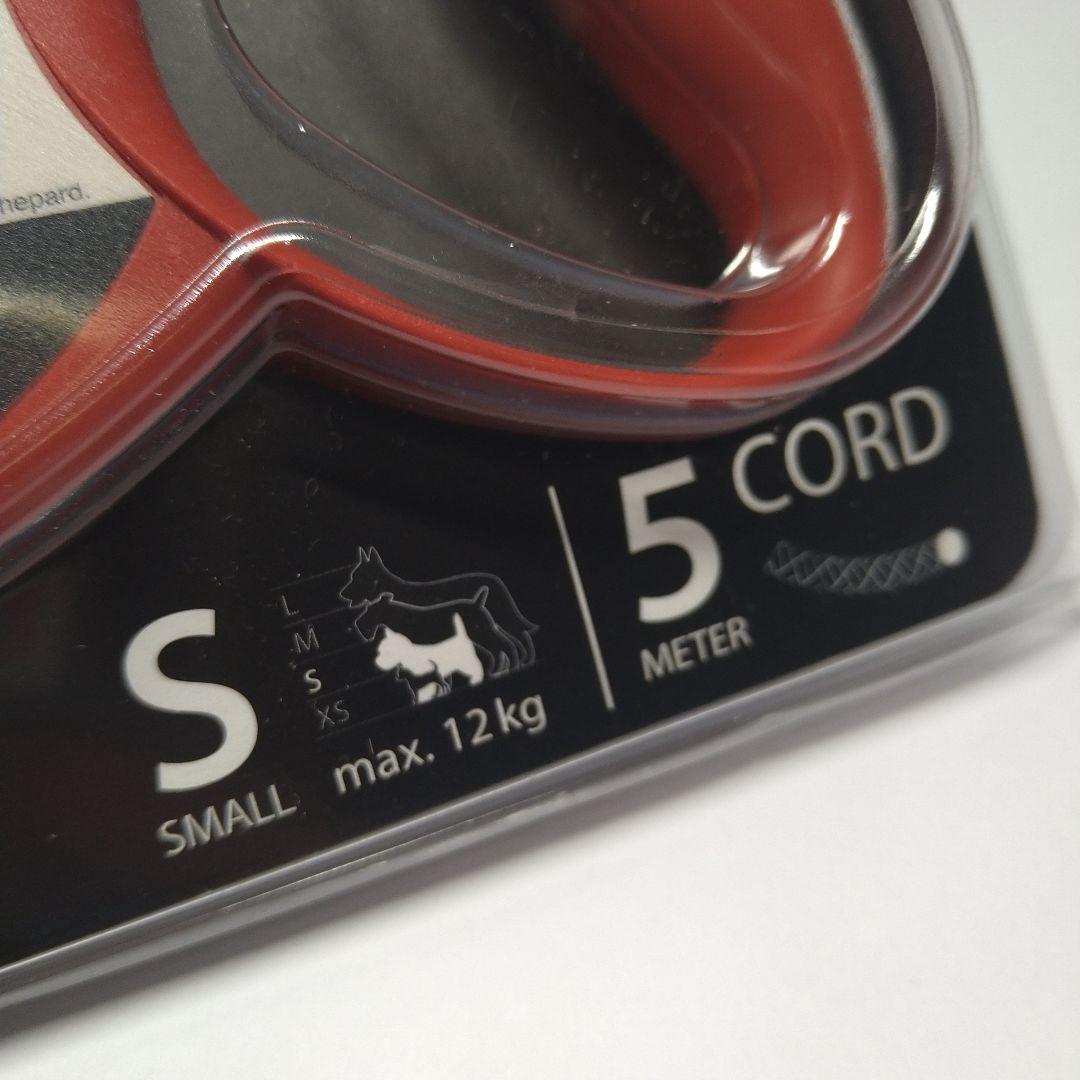 hepard.
5 CORD
METER
L
M
S
XS
S
SMALL
max. 12 kg